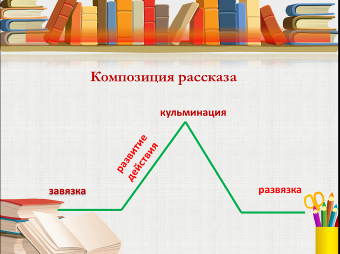 Композиция рассказа
кульминация
развитие
действия
завязка
развязка